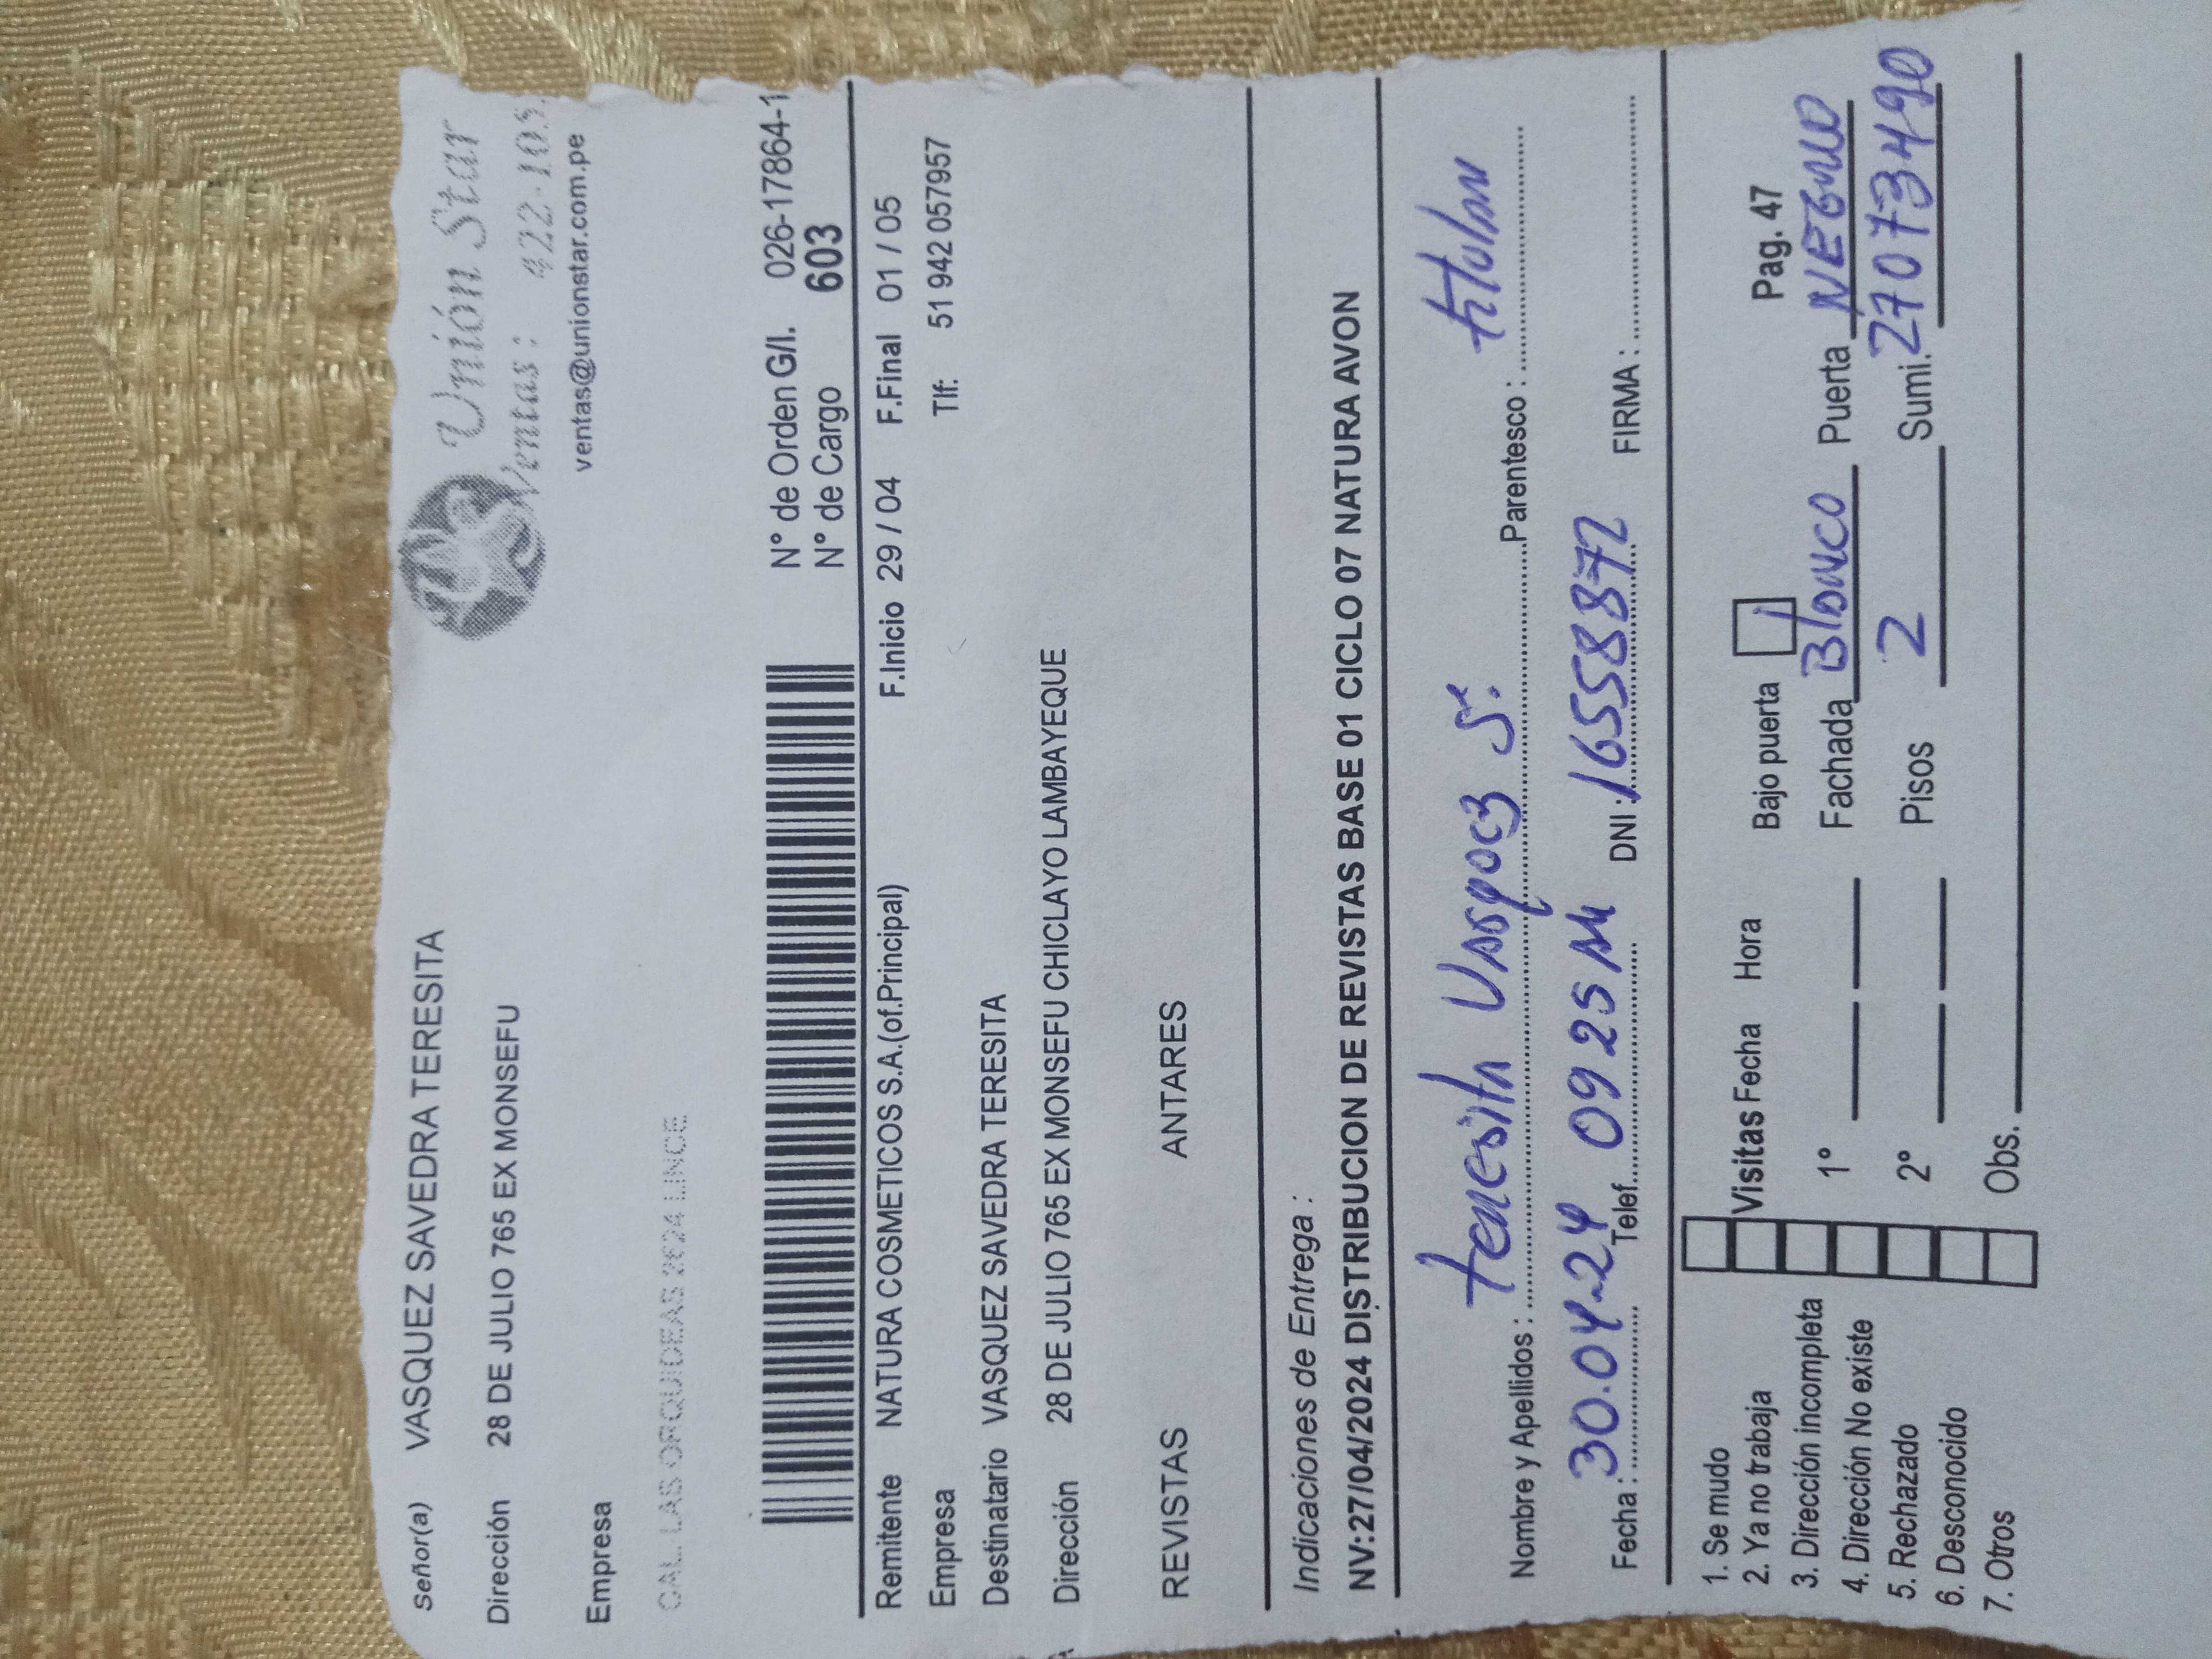 Señor(a) VASQUEZ SAVEDRA TERESITA
Unión Star
Dirección 28 DE JULIO 765 EX MONSEFU
Ventas : 422-103
ventas@unionstar.com.pe
Empresa
CAL. LAS ORQUIDEAS 2624 LINCE
N° de Orden G/I. 026-17864-1
N° de Cargo 603
Remitente NATURA COSMETICOS S.A.(of.Principal) F.Inicio 29 / 04 F.Final 01 / 05
Empresa Tlf: 51 942 057957
Destinatario VASQUEZ SAVEDRA TERESITA
Dirección 28 DE JULIO 765 EX MONSEFU CHICLAYO LAMBAYEQUE
REVISTAS ANTARES
Indicaciones de Entrega :
NV:27/04/2024 DISTRIBUCION DE REVISTAS BASE 01 CICLO 07 NATURA AVON
Nombre y Apellidos : Teresita Vasquez S. Parentesco : titular
Fecha : 30.04-24 Telef. 0925 M DNI : 16558872 FIRMA :
1. Se mudo
2. Ya no trabaja Visitas Fecha Hora Bajo puerta Pag. 47
3. Dirección incompleta 1° Fachada Blanco Puerta NEGRO
4. Dirección No existe
5. Rechazado 2° Pisos 2 Sumi. 27073490
6. Desconocido
7. Otros Obs.